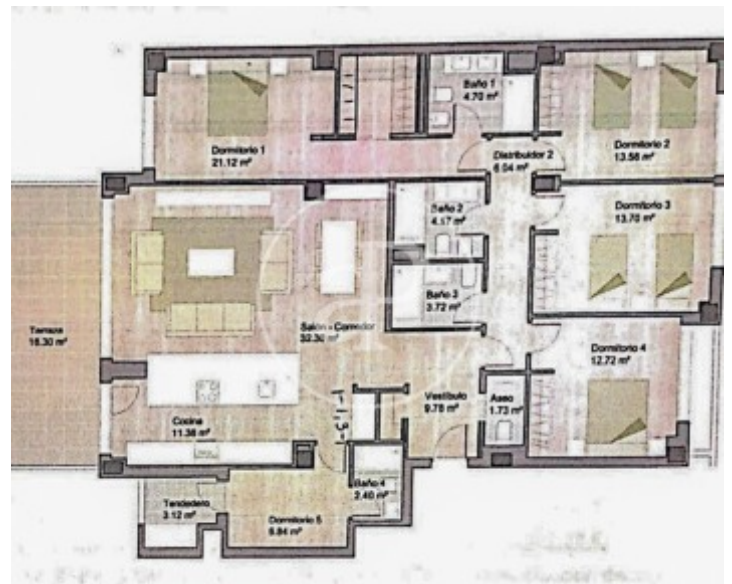 Baño 1
4.70 m²
Dormitorio 1
21.12 m²
Dormitorio 2
13.56 m²
Distribuidor 2
6.04 m²
Baño 2
4.17 m²
Dormitorio 3
13.70 m²
Baño 3
3.72 m²
Terraza
16.30 m²
Salón - Comedor
32.30 m²
Dormitorio 4
12.72 m²
Vestíbulo
9.78 m²
Aseo
1.73 m²
Cocina
11.38 m²
Baño 4
2.40 m²
Tendedero
3.12 m²
Dormitorio 5
6.84 m²